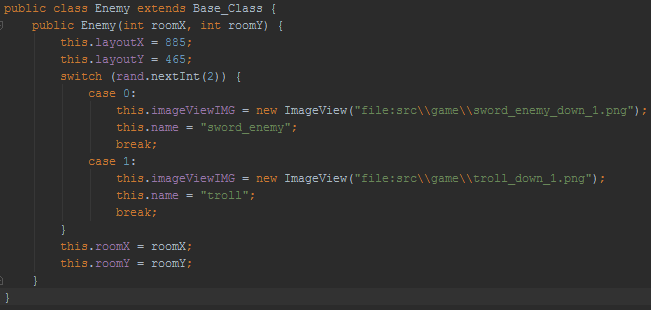 public class Enemy extends Base_Class {
    public Enemy(int roomX, int roomY) {
        this.layoutX = 885;
        this.layoutY = 465;
        switch (rand.nextInt(2)) {
            case 0:
                this.imageViewIMG = new ImageView("file:src\\game\\sword_enemy_down_1.png");
                this.name = "sword_enemy";
                break;
            case 1:
                this.imageViewIMG = new ImageView("file:src\\game\\troll_down_1.png");
                this.name = "troll";
                break;
        }
        this.roomX = roomX;
        this.roomY = roomY;
    }
}